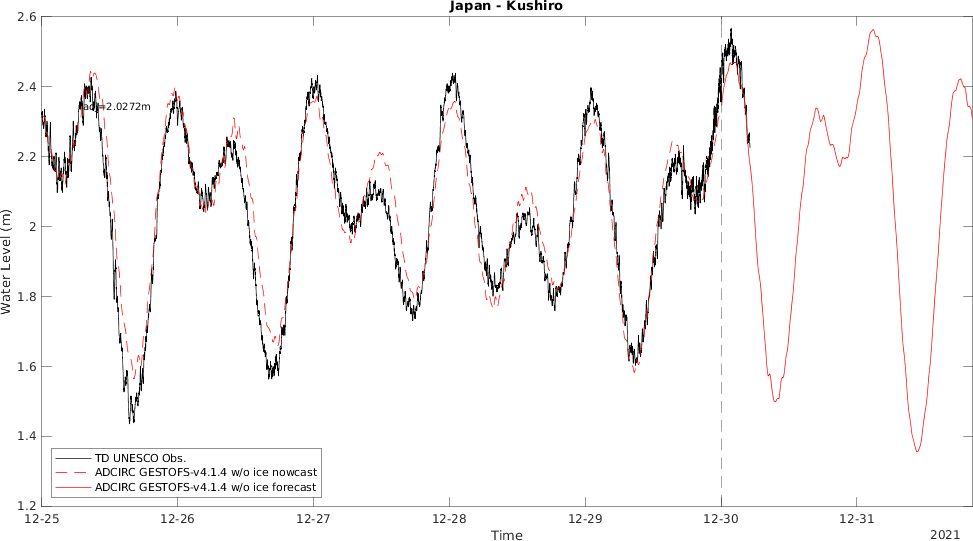 Japan - Kushiro
2.6
2.4
2.2
2
1.8
1.6
1.4
1.2
Water Level (m)
=2.0272m
TD UNESCO Obs.
ADCIRC GESTOFS-v4.1.4 w/o ice nowcast
ADCIRC GESTOFS-v4.1.4 w/o ice forecast
12-25
12-26
12-27
12-28
12-29
12-30
12-31
Time
2021